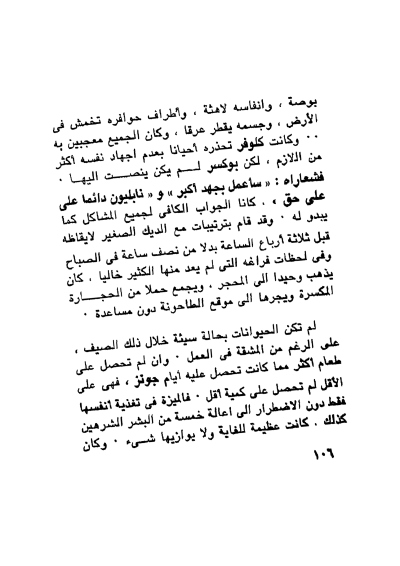 بوصة ، وانفاسه لاهثة ، وأطراف حوافره تخمش فى
الأرض ، وجسمه يقطر عرقا ، وكان الجميع معجبين به
٠٠ وكانت كلوفر تحذره أحيانا بعدم اجهاد نفسه أكثر
من اللازم ، لكن بوكسر لـــم يكن ينصـــت اليهـا ٠
فشعاراه : « سأعمل بجهد أكبر » و « نابليون دائما على
على حق ، ، كانا الجواب الكافى لجميع المشاكل كما
يبدو له ٠ وقد قام بترتيبات مع الديك الصغير لايقاظه
قبل ثلاثة أرباع الساعة بدلا من نصف ساعة فى الصباح
وفى لحظات فراغه التى لم يعد منها الكثير خاليا ، كان
يذهب وحيدا الى المحجر ، ويجمع حملا من الحجـــارة
المكسرة ويجرها الى موقع الطاحونة دون مساعدة ٠
لم تكن الحيوانات بحالة سيئة خلال ذلك الصيف ،
على الرغم من المشقة فى العمل ٠ وان لم تحصل على
طعام أكثر مما كانت تحصل عليه أيام جونز ، فهى على
الأقل لم تحصل على كمية أقل ٠ فالميزة فى تغذية أنفسها
فقط دون الاضطرار الى اعالة خمسة من البشر الشرهين
كذلك ، كانت عظيمة للغاية ولا يوازيها شــىء ٠ وكان
١٠٦